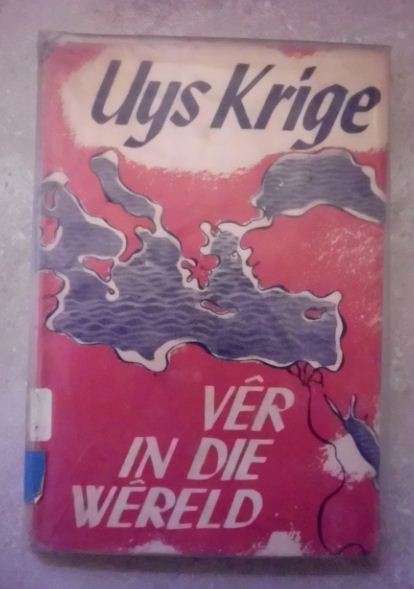 Uys Krige
VÊR
IN DIE
WÊRELD